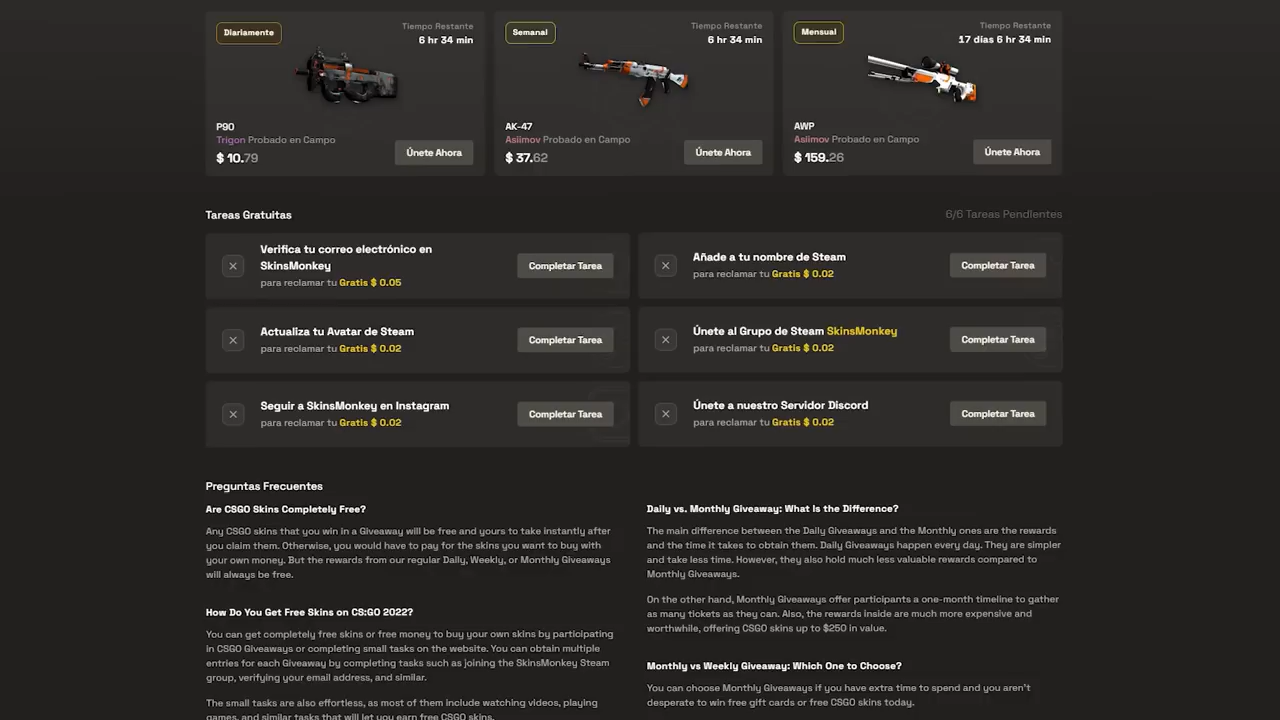 Diariamente
Tiempo Restante
6 hr 34 min
P90
Trigon Probado en Campo
$ 10.79
Únete Ahora
Semanal
Tiempo Restante
6 hr 34 min
AK-47
Asiimov Probado en Campo
$ 37.62
Únete Ahora
Mensual
Tiempo Restante
17 días 6 hr 34 min
AWP
Asiimov Probado en Campo
$ 159.26
Únete Ahora
Tareas Gratuitas
6/6 Tareas Pendientes
Verifica tu correo electrónico en
SkinsMonkey
para reclamar tu Gratis $ 0.05
Completar Tarea
Añade a tu nombre de Steam
para reclamar tu Gratis $ 0.02
Completar Tarea
Actualiza tu Avatar de Steam
para reclamar tu Gratis $ 0.02
Completar Tarea
Únete al Grupo de Steam SkinsMonkey
para reclamar tu Gratis $ 0.02
Completar Tarea
Seguir a SkinsMonkey en Instagram
para reclamar tu Gratis $ 0.02
Completar Tarea
Únete a nuestro Servidor Discord
para reclamar tu Gratis $ 0.02
Completar Tarea
Preguntas Frecuentes
Are CSGO Skins Completely Free?
Any CSGO skins that you win in a Giveaway will be free and yours to take instantly after
you claim them. Otherwise, you would have to pay for the skins you want to buy with
your own money. But the rewards from our regular Daily, Weekly, or Monthly Giveaways
will always be free.
How Do You Get Free Skins on CS:GO 2022?
You can get completely free skins or free money to buy your own skins by participating
in CSGO Giveaways or completing small tasks on the website. You can obtain multiple
entries for each Giveaway by completing tasks such as joining the SkinsMonkey Steam
group, verifying your email address, and similar.
The small tasks are also effortless, as most of them include watching videos, playing
games, and similar tasks that will let you earn free CSGO skins.
Daily vs. Monthly Giveaway: What Is the Difference?
The main difference between the Daily Giveaways and the Monthly ones are the rewards
and the time it takes to obtain them. Daily Giveaways happen every day. They are simpler
and take less time. However, they also hold much less valuable rewards compared to
Monthly Giveaways.
On the other hand, Monthly Giveaways offer participants a one-month timeline to gather
as many tickets as they can. Also, the rewards inside are much more expensive and
worthwhile, offering CSGO skins up to $250 in value.
Monthly vs Weekly Giveaway: Which One to Choose?
You can choose Monthly Giveaways if you have extra time to spend and you aren't
desperate to win free gift cards or free CSGO skins today.